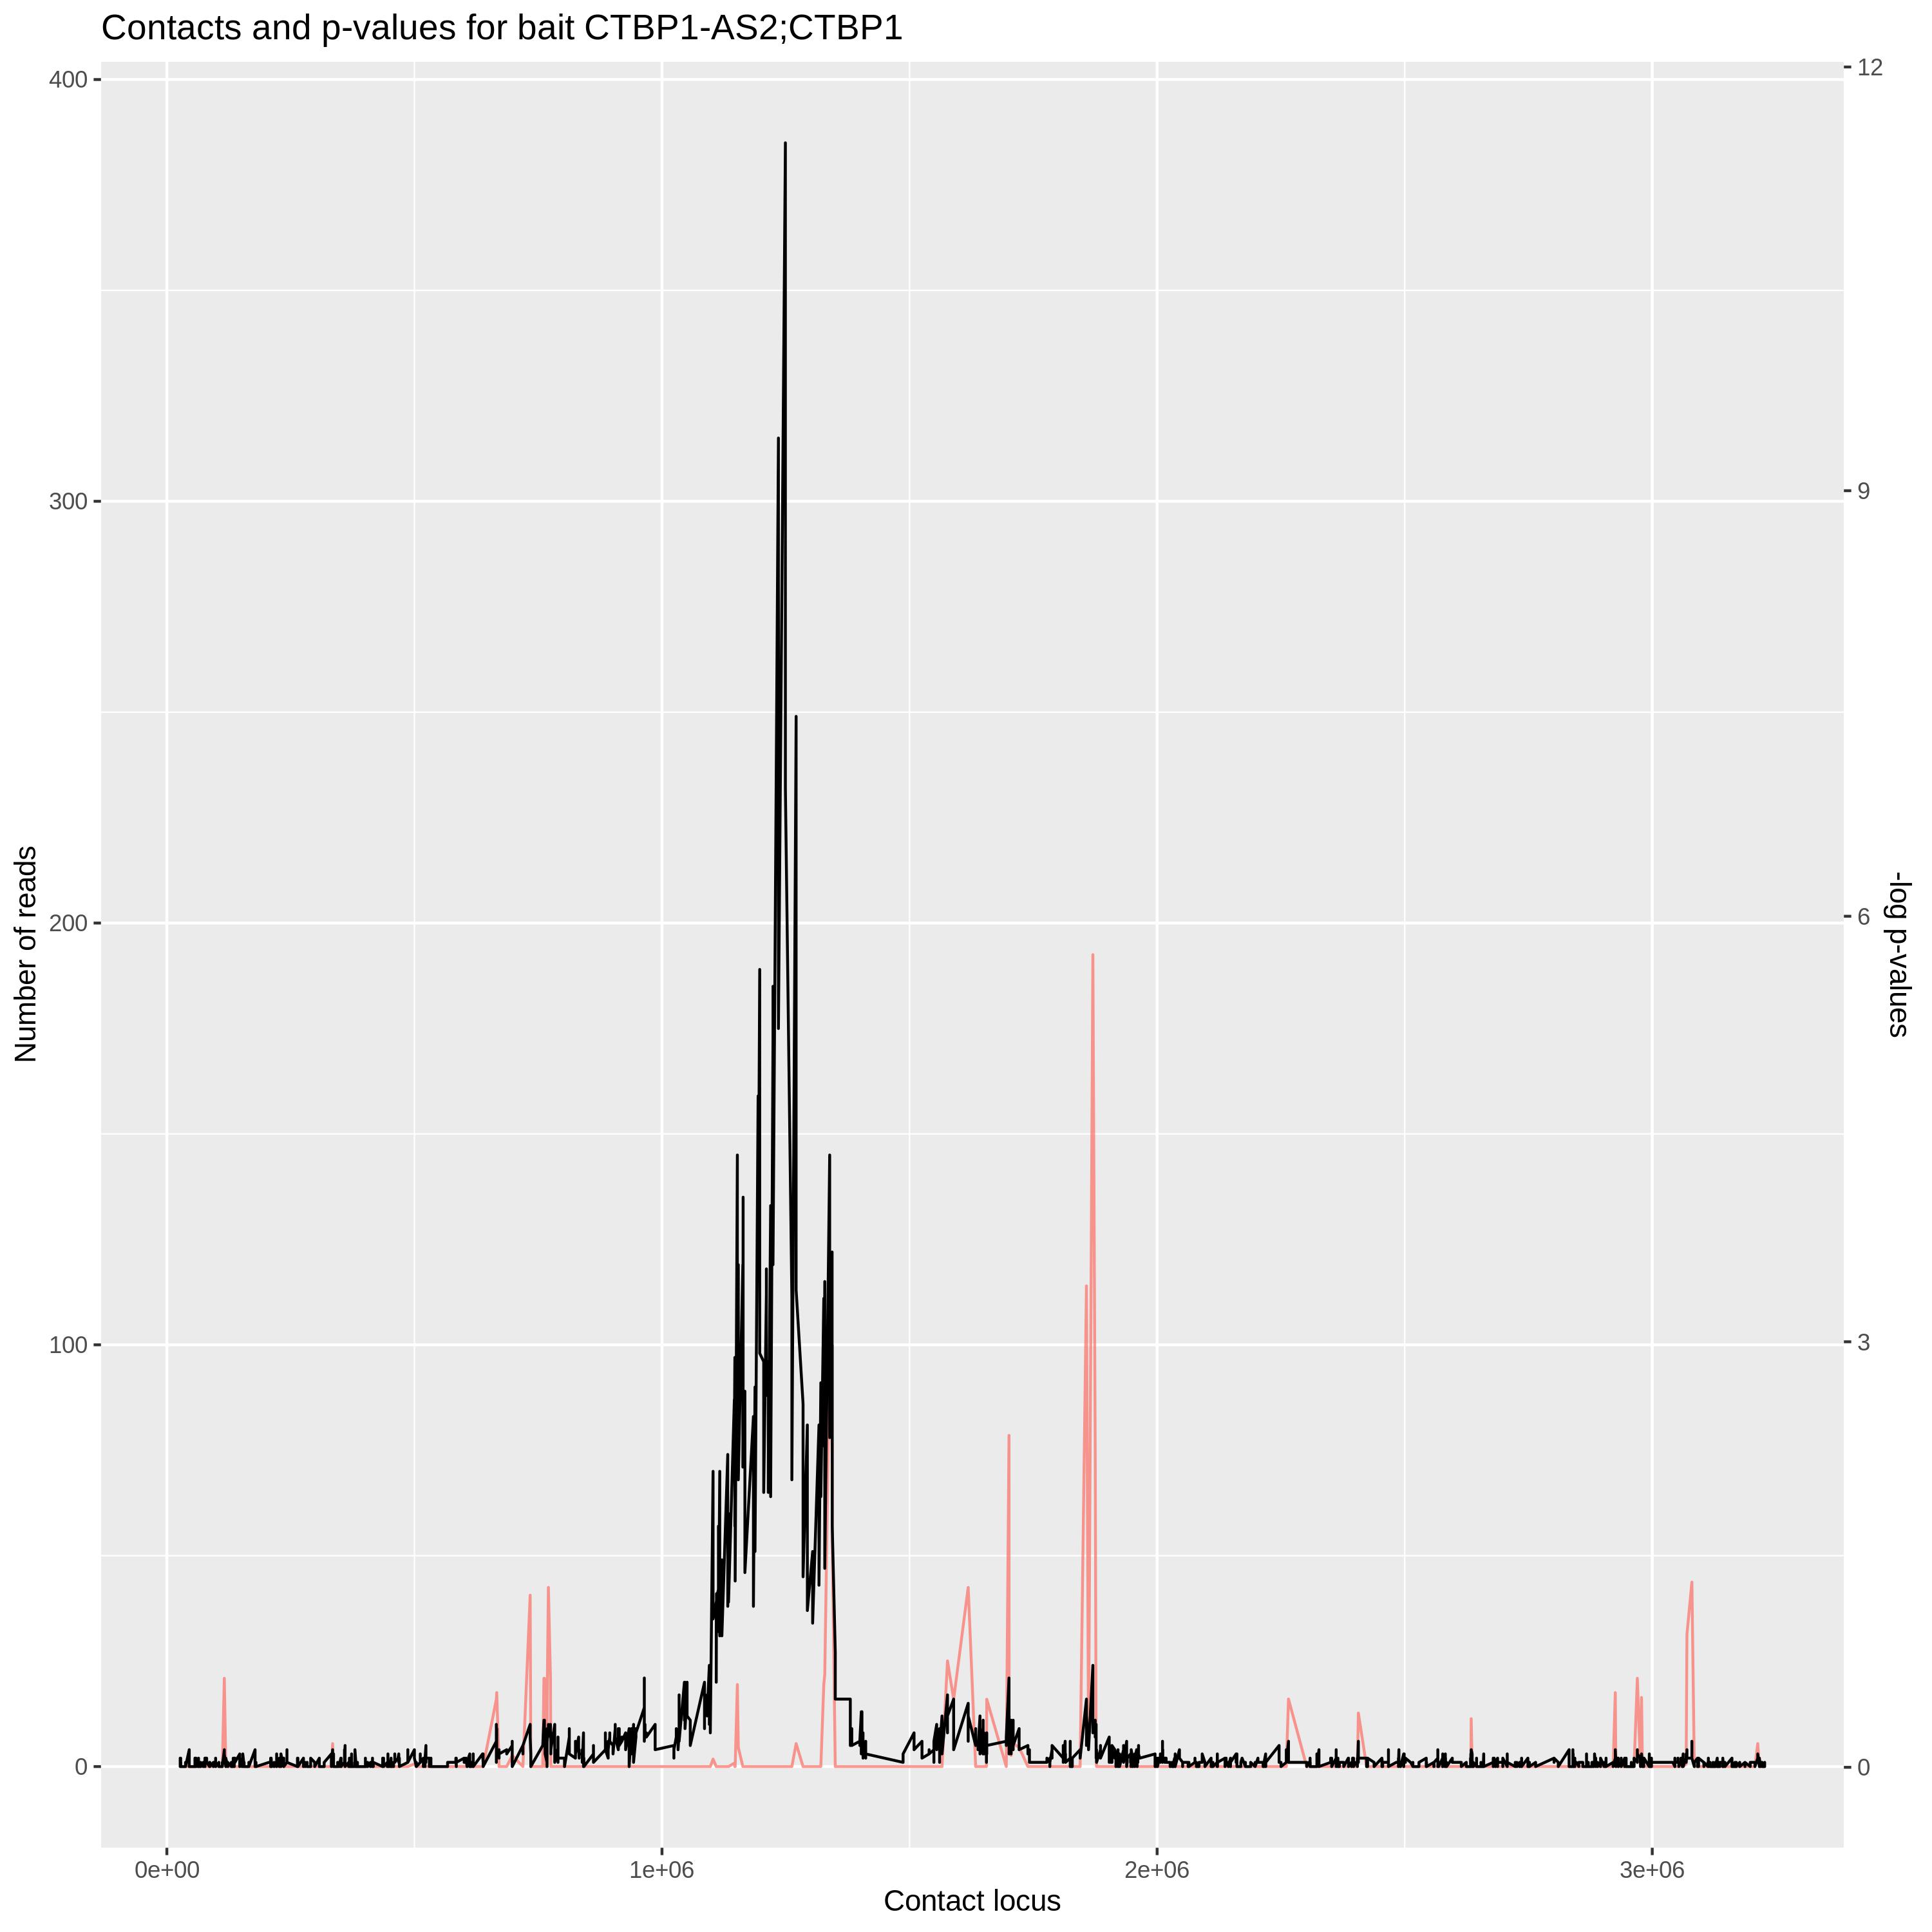 Contacts and p-values for bait CTBP1-AS2;CTBP1
400
300
200
100
0
12
9
6
3
0
Number of reads
-log p-values
0e+00
1e+06
2e+06
3e+06
Contact locus